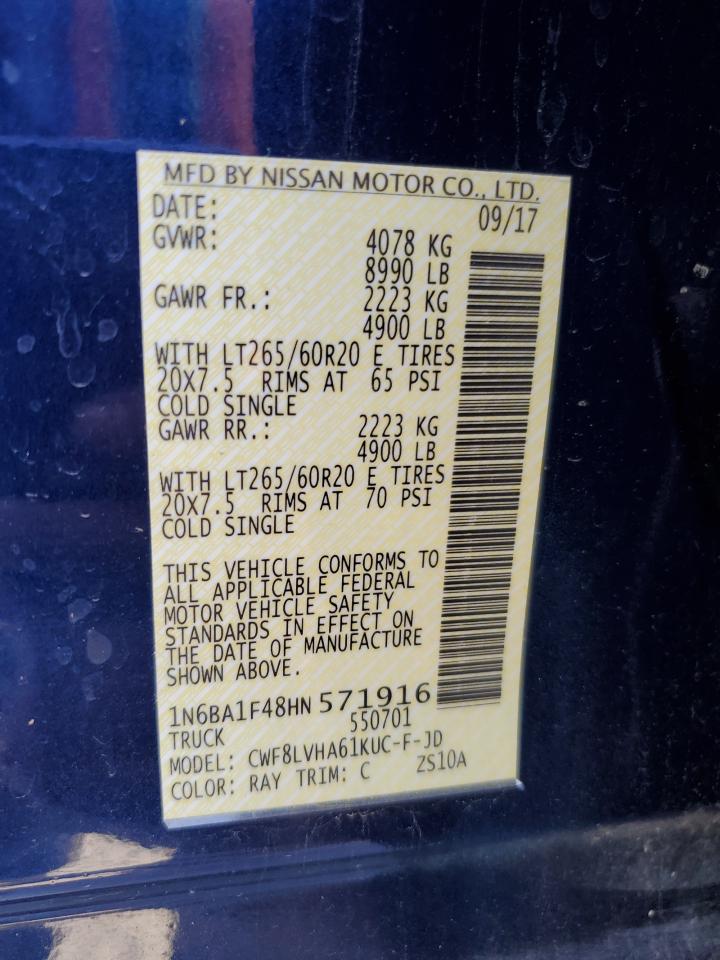 MFD BY NISSAN MOTOR CO., LTD.
DATE: 09/17
GVWR: 4078 KG
8990 LB
GAWR FR.: 2223 KG
4900 LB
WITH LT265/60R20 E TIRES
20X7.5 RIMS AT 65 PSI
COLD SINGLE
GAWR RR.: 2223 KG
4900 LB
WITH LT265/60R20 E TIRES
20X7.5 RIMS AT 70 PSI
COLD SINGLE
THIS VEHICLE CONFORMS TO
ALL APPLICABLE FEDERAL
MOTOR VEHICLE SAFETY
STANDARDS IN EFFECT ON
THE DATE OF MANUFACTURE
SHOWN ABOVE.
1N6BA1F48HN 571916
TRUCK 550701
MODEL: CWF8LVHA61KUC-F-JD
COLOR: RAY TRIM: C ZS10A